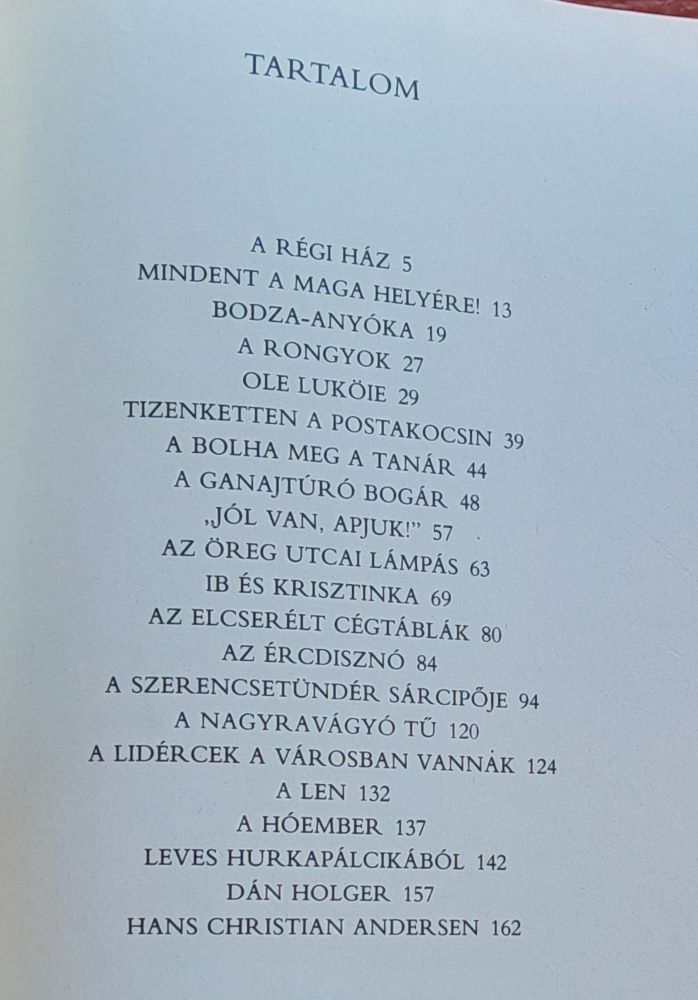 TARTALOM
A RÉGI HÁZ 5
MINDENT A MAGA HELYÉRE! 13
BODZA-ANYÓKA 19
A RONGYOK 27
OLE LUKÖIE 29
TIZENKETTEN A POSTAKOCSIN 39
A BOLHA MEG A TANÁR 44
A GANAJTÚRÓ BOGÁR 48
„JÓL VAN, APJUK!” 57
AZ ÖREG UTCAI LÁMPÁS 63
IB ÉS KRISZTINKA 69
AZ ELCSERÉLT CÉGTÁBLÁK 80
AZ ÉRCDISZNÓ 84
A SZERENCSETÜNDÉR SÁRCIPŐJE 94
A NAGYRAVÁGYÓ TŰ 120
A LIDÉRCEK A VÁROSBAN VANNAK 124
A LEN 132
A HÓEMBER 137
LEVES HURKAPÁLCIKÁBÓL 142
DÁN HOLGER 157
HANS CHRISTIAN ANDERSEN 162